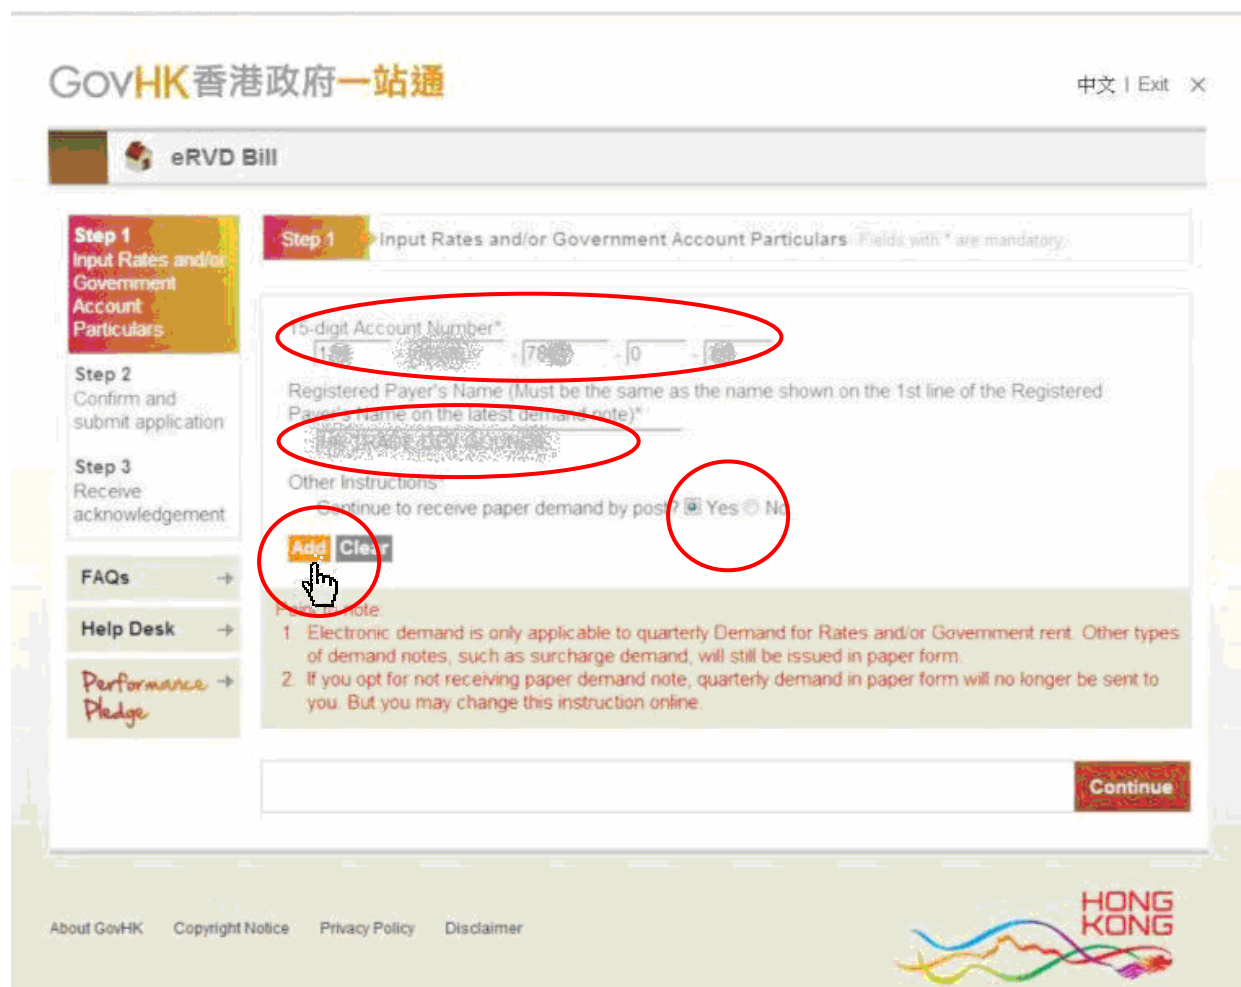 GovHK香港政府一站通
中文 | Exit ×
eRVD Bill
Step 1
Input Rates and/or
Government
Account
Particulars
Step 2
Confirm and
submit application
Step 3
Receive
acknowledgement
FAQs
Help Desk
Performance
Pledge
Step 1 Input Rates and/or Government Account Particulars Fields with * are mandatory.
15-digit Account Number*
1 - 78 - 0 -
Registered Payer's Name (Must be the same as the name shown on the 1st line of the Registered
Payer's Name on the latest demand note)*
TRADE DEV
Other Instructions*
Continue to receive paper demand by post? Yes No
Add Clear
Point to note
1. Electronic demand is only applicable to quarterly Demand for Rates and/or Government rent. Other types
of demand notes, such as surcharge demand, will still be issued in paper form.
2. If you opt for not receiving paper demand note, quarterly demand in paper form will no longer be sent to
you. But you may change this instruction online.
Continue
About GovHK Copyright Notice Privacy Policy Disclaimer
HONG
KONG